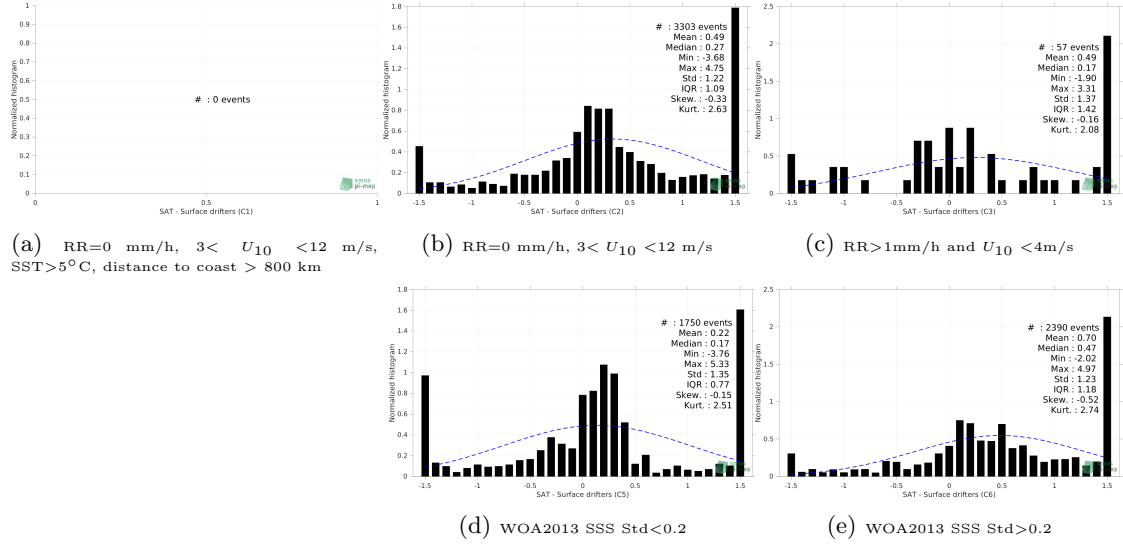 1
0.9
0.8
0.7
0.6
0.5
0.4
0.3
0.2
0.1
0
Normalized histogram
# : 0 events
0 0.5 1
SAT - Surface drifters (C1)
smos
pi-mep
(a) RR=0 mm/h, 3< U10 <12 m/s,
SST>5°C, distance to coast > 800 km
1.8
1.6
1.4
1.2
1
0.8
0.6
0.4
0.2
0
Normalized histogram
# : 3303 events
Mean : 0.49
Median : 0.27
Min : -3.68
Max : 4.75
Std : 1.22
IQR : 1.09
Skew. : -0.33
Kurt. : 2.63
-1.5 -1 -0.5 0 0.5 1 1.5
SAT - Surface drifters (C2)
pi-mep
(b) RR=0 mm/h, 3< U10 <12 m/s
2.5
2
1.5
1
0.5
0
Normalized histogram
# : 57 events
Mean : 0.49
Median : 0.17
Min : -1.90
Max : 3.31
Std : 1.37
IQR : 1.42
Skew. : -0.16
Kurt. : 2.08
-1.5 -1 -0.5 0 0.5 1 1.5
SAT - Surface drifters (C3)
pi-mep
(c) RR>1mm/h and U10 <4m/s
1.8
1.6
1.4
1.2
1
0.8
0.6
0.4
0.2
0
Normalized histogram
# : 1750 events
Mean : 0.22
Median : 0.17
Min : -3.76
Max : 5.33
Std : 1.35
IQR : 0.77
Skew. : -0.15
Kurt. : 2.51
-1.5 -1 -0.5 0 0.5 1 1.5
SAT - Surface drifters (C5)
(d) WOA2013 SSS Std<0.2
2.5
2
1.5
1
0.5
0
Normalized histogram
# : 2390 events
Mean : 0.70
Median : 0.47
Min : -2.02
Max : 4.97
Std : 1.23
IQR : 1.18
Skew. : -0.52
Kurt. : 2.74
-1.5 -1 -0.5 0 0.5 1 1.5
SAT - Surface drifters (C6)
(e) WOA2013 SSS Std>0.2